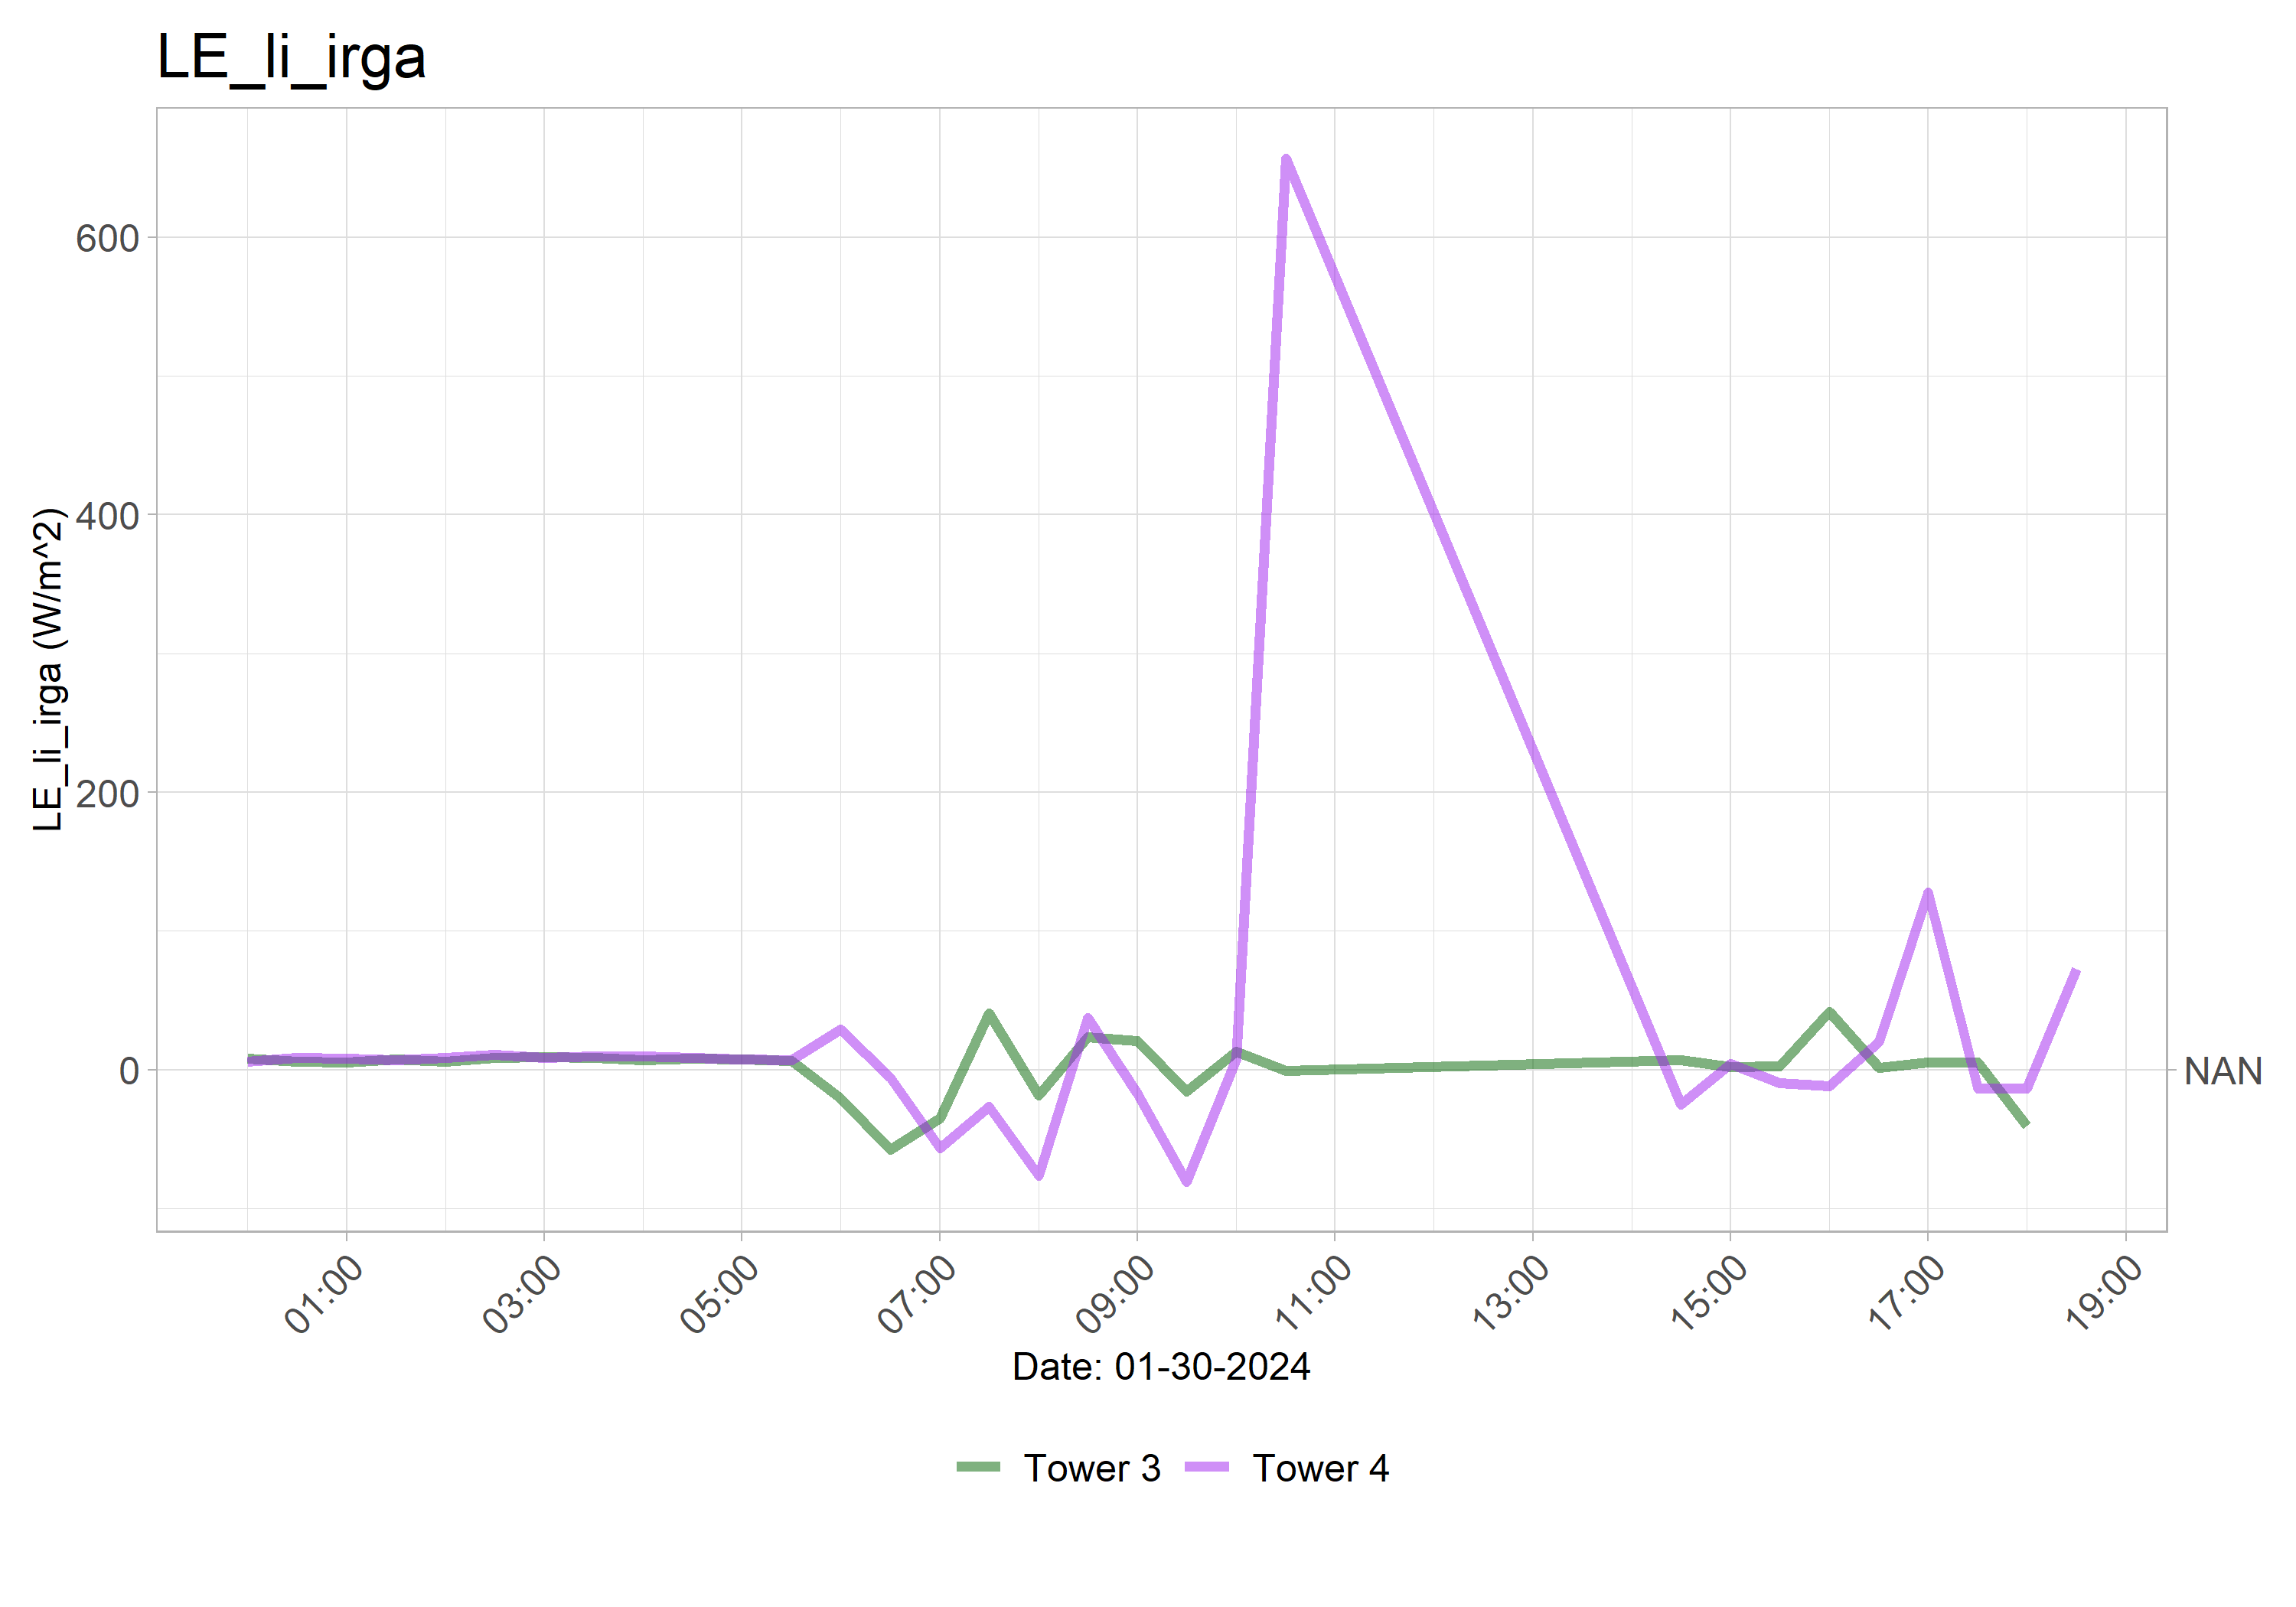 LE_li_irga
LE_li_irga (W/m^2)
600
400
200
0
NAN
01:00 03:00 05:00 07:00 09:00 11:00 13:00 15:00 17:00 19:00
Date: 01-30-2024
Tower 3 Tower 4